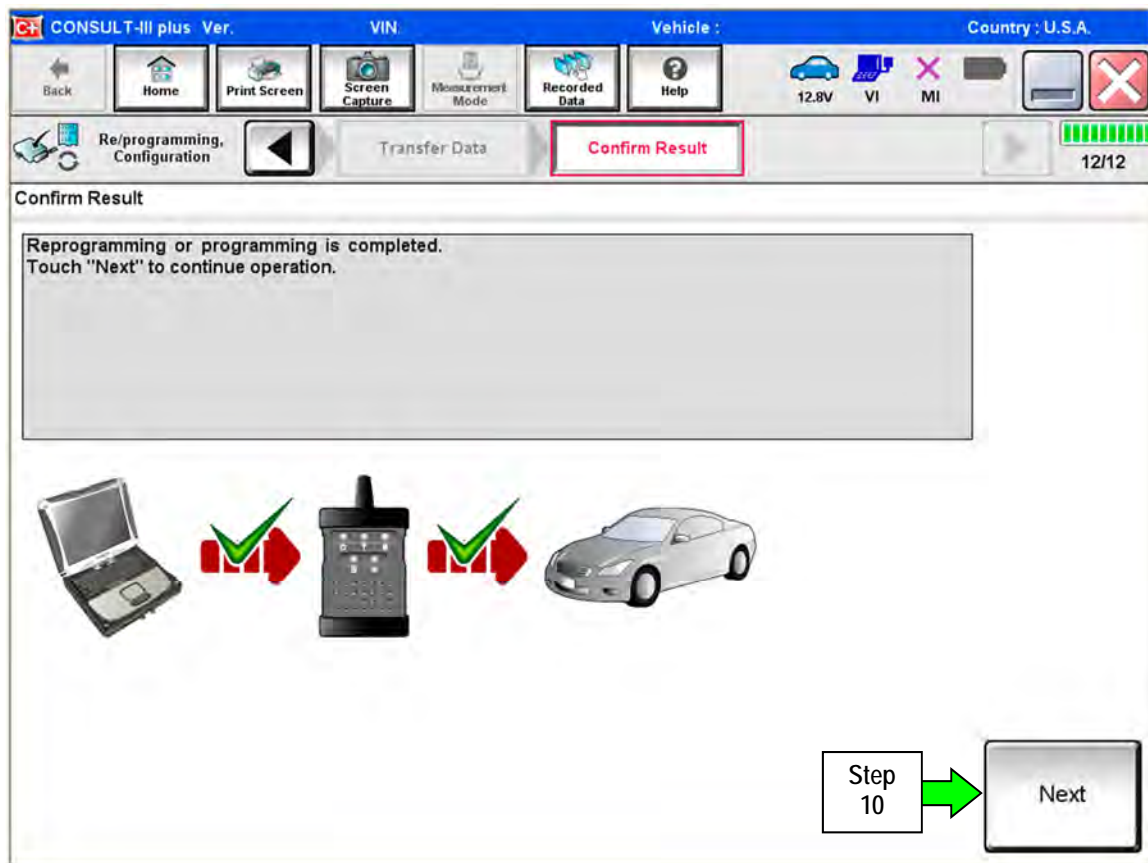 C+ CONSULT-III plus Ver. VIN Vehicle : Country : U.S.A.
Back
Home
Print Screen
Screen
Capture
Measurement
Mode
Recorded
Data
Help
12.8V
VI
MI
Re/programming,
Configuration
Transfer Data
Confirm Result
12/12
Confirm Result
Reprogramming or programming is completed.
Touch "Next" to continue operation.
Step
10
Next